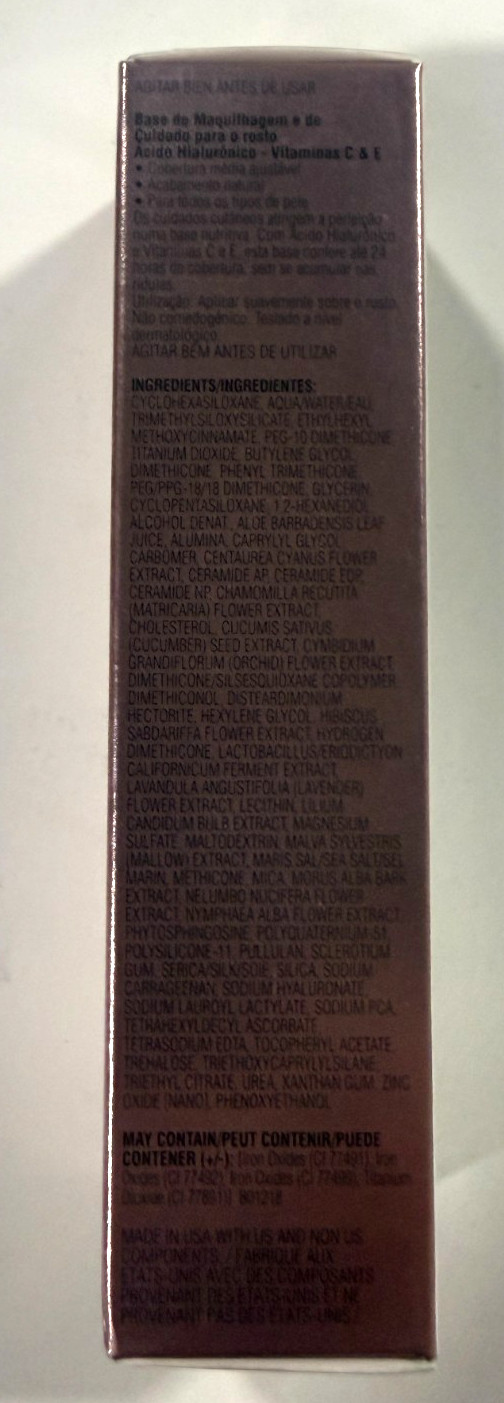 AGITAR BIEN ANTES DE USAR
Base de Maquilhagem e de
Cuidado para o rosto
Ácido Hialurónico - Vitaminas C & E
• Cobertura média ajustável
• Acabamento natural
• Para todos os tipos de pele
Os cuidados cutâneos atingem a perfeição
numa base nutritiva. Com Ácido Hialurónico
e Vitaminas C e E, esta base confere até 24
horas de cobertura, sem se acumular nas
rídulas.
Utilização: Aplicar suavemente sobre o rosto.
Não comedogénico. Testado a nível
dermatológico.
AGITAR BEM ANTES DE UTILIZAR
INGREDIENTS/INGREDIENTES:
CYCLOHEXASILOXANE, AQUA/WATER/EAU,
TRIMETHYLSILOXYSILICATE, ETHYLHEXYL
METHOXYCINNAMATE, PEG-10 DIMETHICONE,
TITANIUM DIOXIDE, BUTYLENE GLYCOL,
DIMETHICONE, PHENYL TRIMETHICONE,
PEG/PPG-18/18 DIMETHICONE, GLYCERIN,
CYCLOPENTASILOXANE, 1,2-HEXANEDIOL,
ALCOHOL DENAT., ALOE BARBADENSIS LEAF
JUICE, ALUMINA, CAPRYLYL GLYCOL,
CARBOMER, CENTAUREA CYANUS FLOWER
EXTRACT, CERAMIDE AP, CERAMIDE EOP,
CERAMIDE NP, CHAMOMILLA RECUTITA
(MATRICARIA) FLOWER EXTRACT,
CHOLESTEROL, CUCUMIS SATIVUS
(CUCUMBER) SEED EXTRACT, CYMBIDIUM
GRANDIFLORUM (ORCHID) FLOWER EXTRACT,
DIMETHICONE/SILSESQUIOXANE COPOLYMER,
DIMETHICONOL, DISTEARDIMONIUM
HECTORITE, HEXYLENE GLYCOL, HIBISCUS
SABDARIFFA FLOWER EXTRACT, HYDROGEN
DIMETHICONE, LACTOBACILLUS/ERIODICTYON
CALIFORNICUM FERMENT EXTRACT,
LAVANDULA ANGUSTIFOLIA (LAVENDER)
FLOWER EXTRACT, LECITHIN, LILIUM
CANDIDUM BULB EXTRACT, MAGNESIUM
SULFATE, MALTODEXTRIN, MALVA SYLVESTRIS
(MALLOW) EXTRACT, MARIS SAL/SEA SALT/SEL
MARIN, METHICONE, MICA, MORUS ALBA BARK
EXTRACT, NELUMBO NUCIFERA FLOWER
EXTRACT, NYMPHAEA ALBA FLOWER EXTRACT,
PHYTOSPHINGOSINE, POLYQUATERNIUM-51,
POLYSILICONE-11, PULLULAN, SCLEROTIUM
GUM, SERICA/SILK/SOIE, SILICA, SODIUM
CARRAGEENAN, SODIUM HYALURONATE,
SODIUM LAUROYL LACTYLATE, SODIUM PCA,
TETRAHEXYLDECYL ASCORBATE,
TETRASODIUM EDTA, TOCOPHERYL ACETATE,
TREHALOSE, TRIETHOXYCAPRYLYLSILANE,
TRIETHYL CITRATE, UREA, XANTHAN GUM, ZINC
OXIDE [NANO], PHENOXYETHANOL
MAY CONTAIN/PEUT CONTENIR/PUEDE
CONTENER (+/-): [Iron Oxides (CI 77491), Iron
Oxides (CI 77492), Iron Oxides (CI 77499), Titanium
Dioxide (CI 77891)] 801218
MADE IN USA WITH US AND NON US
COMPONENTS. / FABRIQUÉ AUX
ÉTATS-UNIS AVEC DES COMPOSANTS
PROVENANT DES ÉTATS-UNIS ET NE
PROVENANT PAS DES ÉTATS-UNIS /